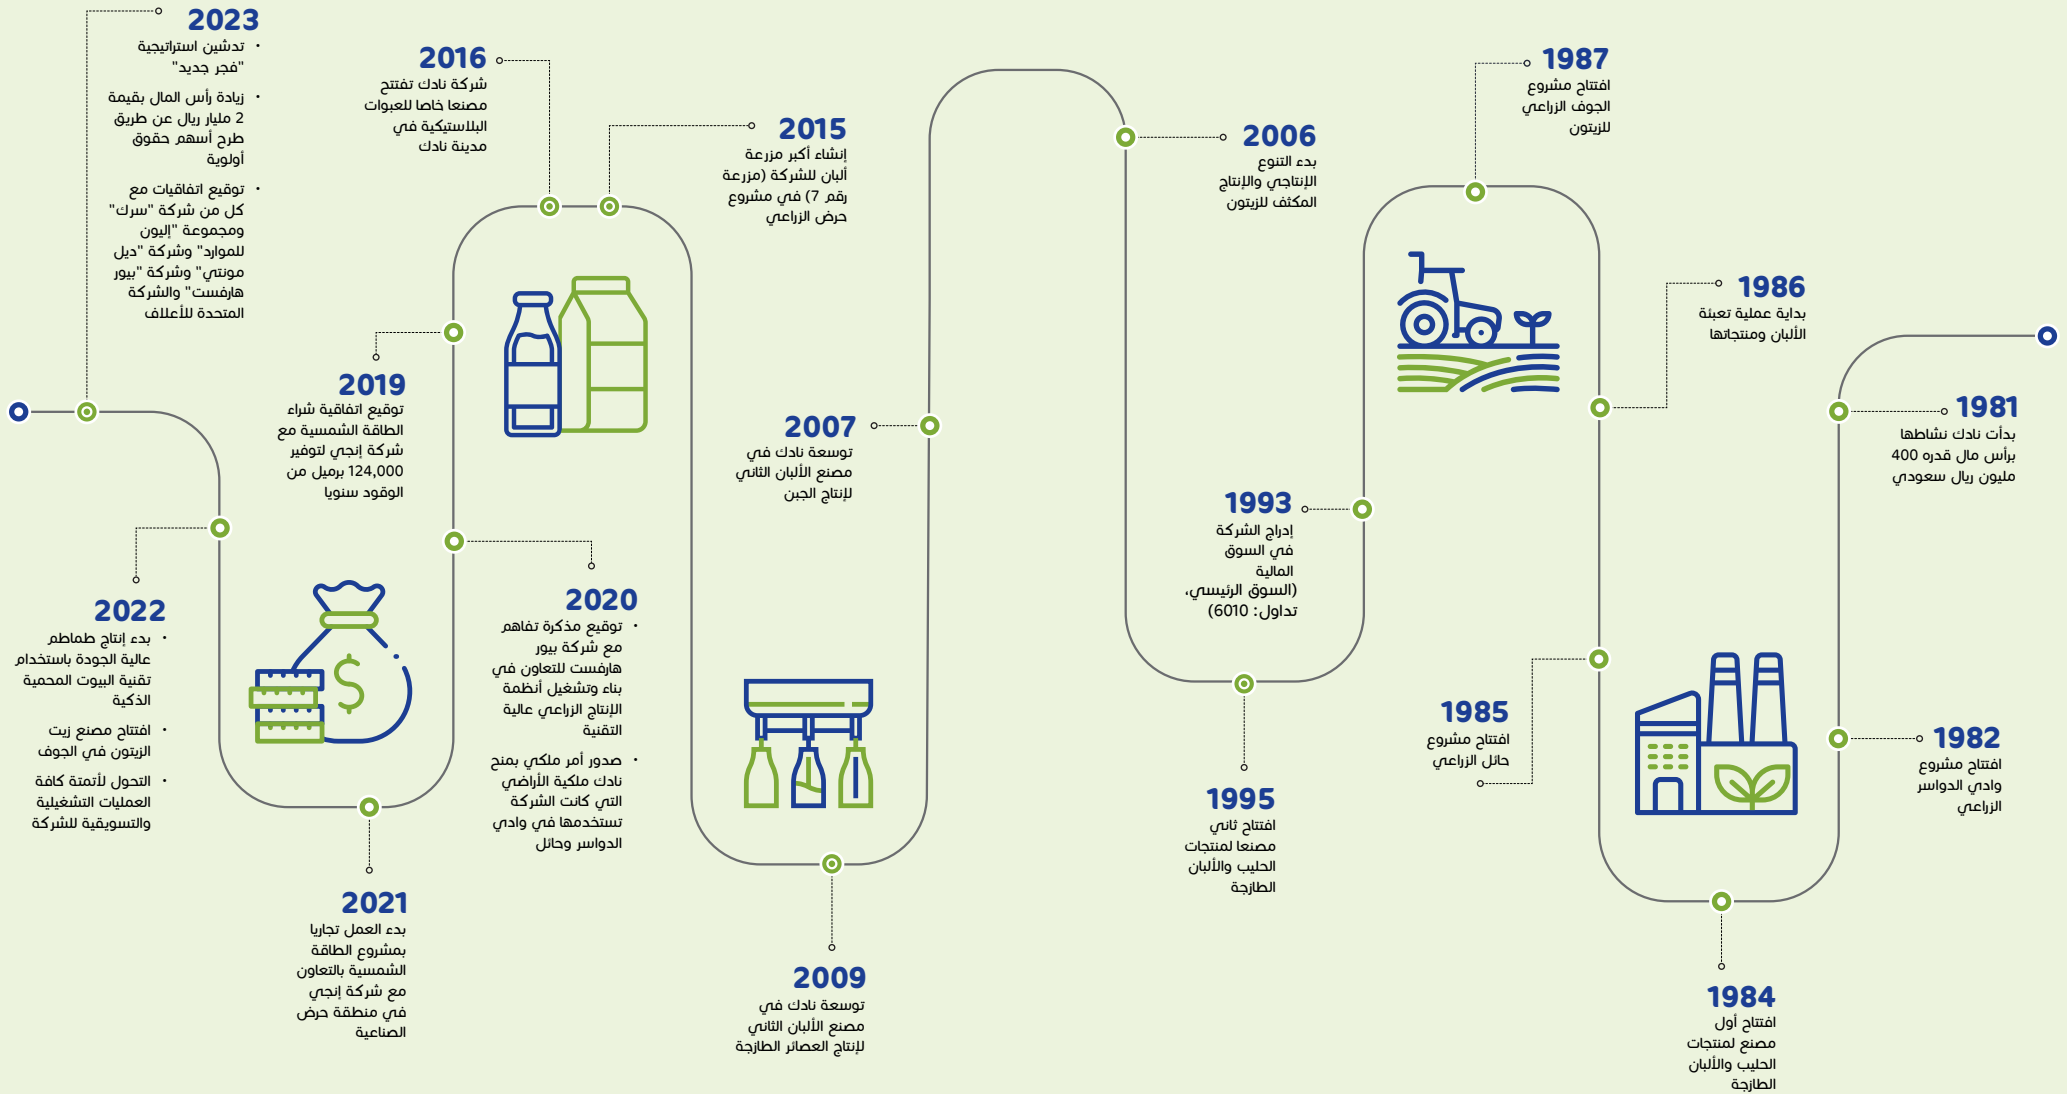 1981
بدأت نادك نشاطها
برأس مال قدره 400
مليون ريال سعودي
1982
افتتاح مشروع
وادي الدواسر
الزراعي
1984
افتتاح أول
مصنع لمنتجات
الحليب والألبان
الطازجة
1985
افتتاح مشروع
حائل الزراعي
1986
بداية عملية تعبئة
الألبان ومنتجاتها
1987
افتتاح مشروع
الجوف الزراعي
للزيتون
1993
إدراج الشركة
في السوق
المالية
(السوق الرئيسي،
تداول: 6010)
1995
افتتاح ثاني
مصنعا لمنتجات
الحليب والألبان
الطازجة
2006
بدء التنوع
الإنتاجي والإنتاج
المكثف للزيتون
2007
توسعة نادك في
مصنع الألبان الثاني
لإنتاج الجبن
2009
توسعة نادك في
مصنع الألبان الثاني
لإنتاج العصائر الطازجة
2015
إنشاء أكبر مزرعة
ألبان للشركة (مزرعة
رقم 7) في مشروع
حرض الزراعي
2016
شركة نادك تفتتح
مصنعا خاصا للعبوات
البلاستيكية في
مدينة نادك
2019
توقيع اتفاقية شراء
الطاقة الشمسية مع
شركة إنجي لتوفير
124,000 برميل من
الوقود سنويا
2020
• توقيع مذكرة تفاهم
مع شركة بيور
هارفست للتعاون في
بناء وتشغيل أنظمة
الإنتاج الزراعي عالية
التقنية
• صدور أمر ملكي بمنح
نادك ملكية الأراضي
التي كانت الشركة
تستخدمها في وادي
الدواسر وحائل
2021
بدء العمل تجاريا
بمشروع الطاقة
الشمسية بالتعاون
مع شركة إنجي
في منطقة حرض
الصناعية
2022
• بدء إنتاج طماطم
عالية الجودة باستخدام
تقنية البيوت المحمية
الذكية
• افتتاح مصنع زيت
الزيتون في الجوف
• التحول لأتمتة كافة
العمليات التشغيلية
والتسويقية للشركة
2023
• تدشين استراتيجية
"فجر جديد"
• زيادة رأس المال بقيمة
2 مليار ريال عن طريق
طرح أسهم حقوق
أولوية
• توقيع اتفاقيات مع
كل من شركة "سرك"
ومجموعة "إليون
للموارد" وشركة "ديل
مونتي" وشركة "بيور
هارفست" والشركة
المتحدة للأعلاف
$